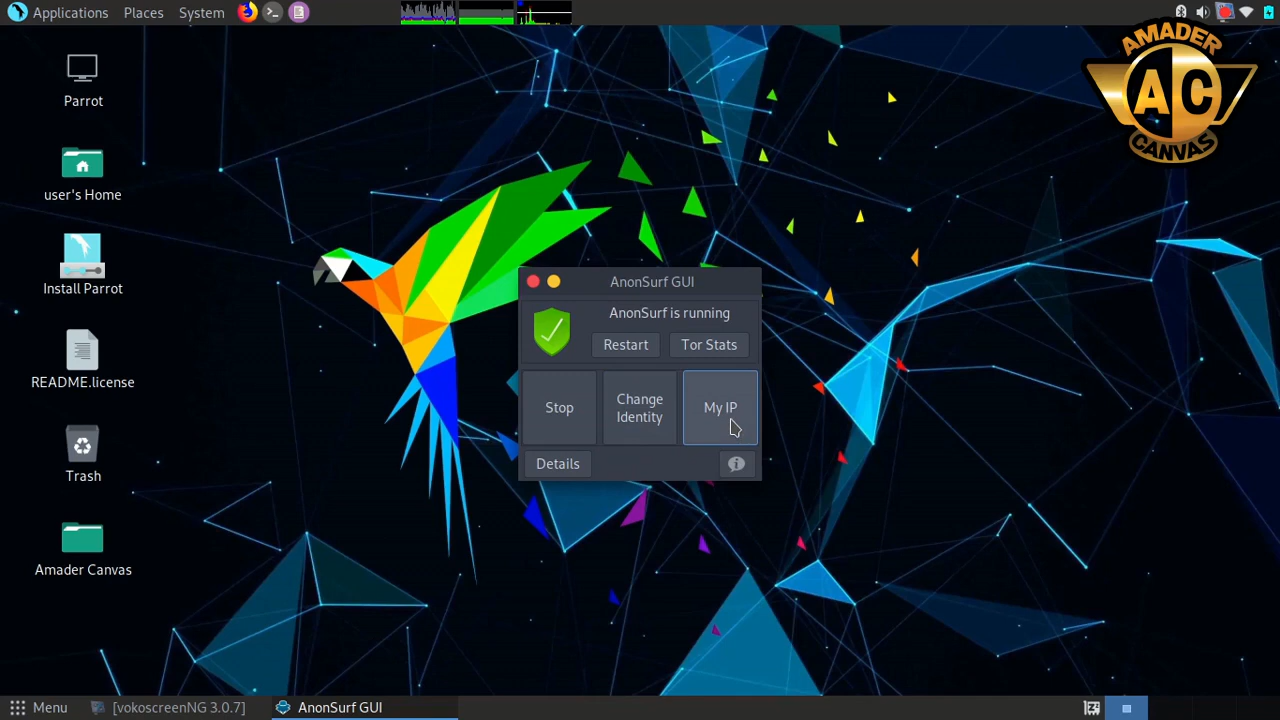 Applications
Places
System
AMADER
AC
CANVAS
Parrot
user's Home
Install Parrot
README.license
Trash
Amader Canvas
AnonSurf GUI
AnonSurf is running
Restart
Tor Stats
Stop
Change
Identity
My IP
Details
Menu
[vokoscreenNG 3.0.7]
AnonSurf GUI